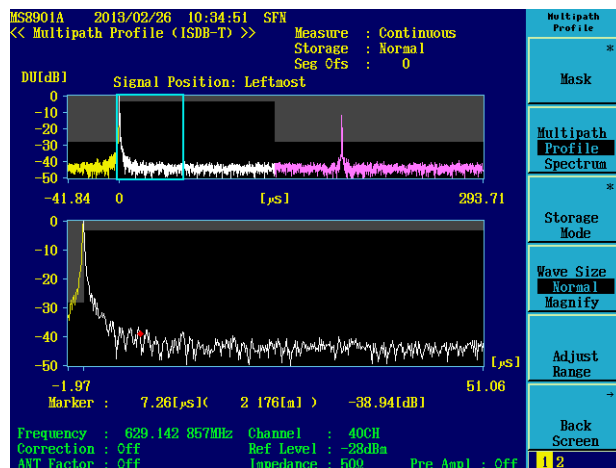 MS8901A 2013/02/26 10:34:51 SFN
<< Multipath Profile (ISDB-T) >> Measure : Continuous
Storage : Normal
Seg Ofs : 0
DU[dB] Signal Position: Leftmost
0
-10
-20
-30
-40
-50
-41.84 0 [μs] 293.71
0
-10
-20
-30
-40
-50
[μs]
-1.97 51.06
Marker : 7.26[μs]( 2 176[m] ) -38.94[dB]
Frequency : 629.142 857MHz Channel : 40CH
Correction : Off Ref Level : -28dBm
ANT Factor : Off Impedance : 50Ω Pre Ampl : Off
Multipath
Profile
*
Mask
Multipath
Profile
Spectrum
*
Storage
Mode
Wave Size
Normal
Magnify
Adjust
Range
→
Back
Screen
1 2